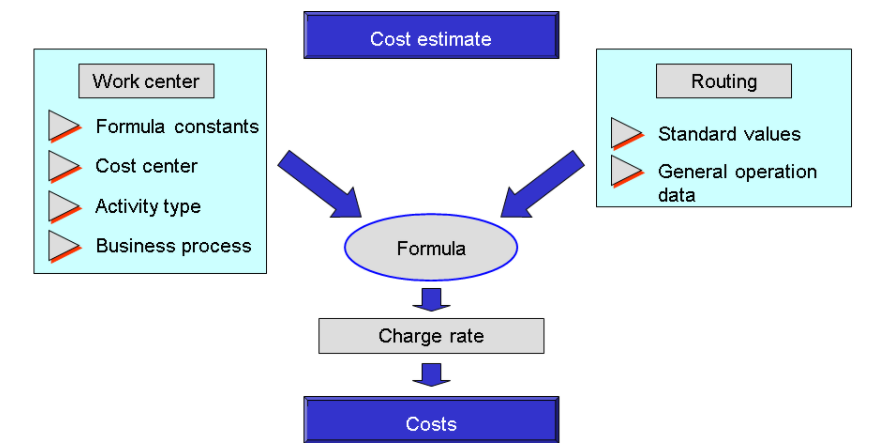 Cost estimate
Work center
Formula constants
Cost center
Activity type
Business process
Routing
Standard values
General operation
data
Formula
Charge rate
Costs